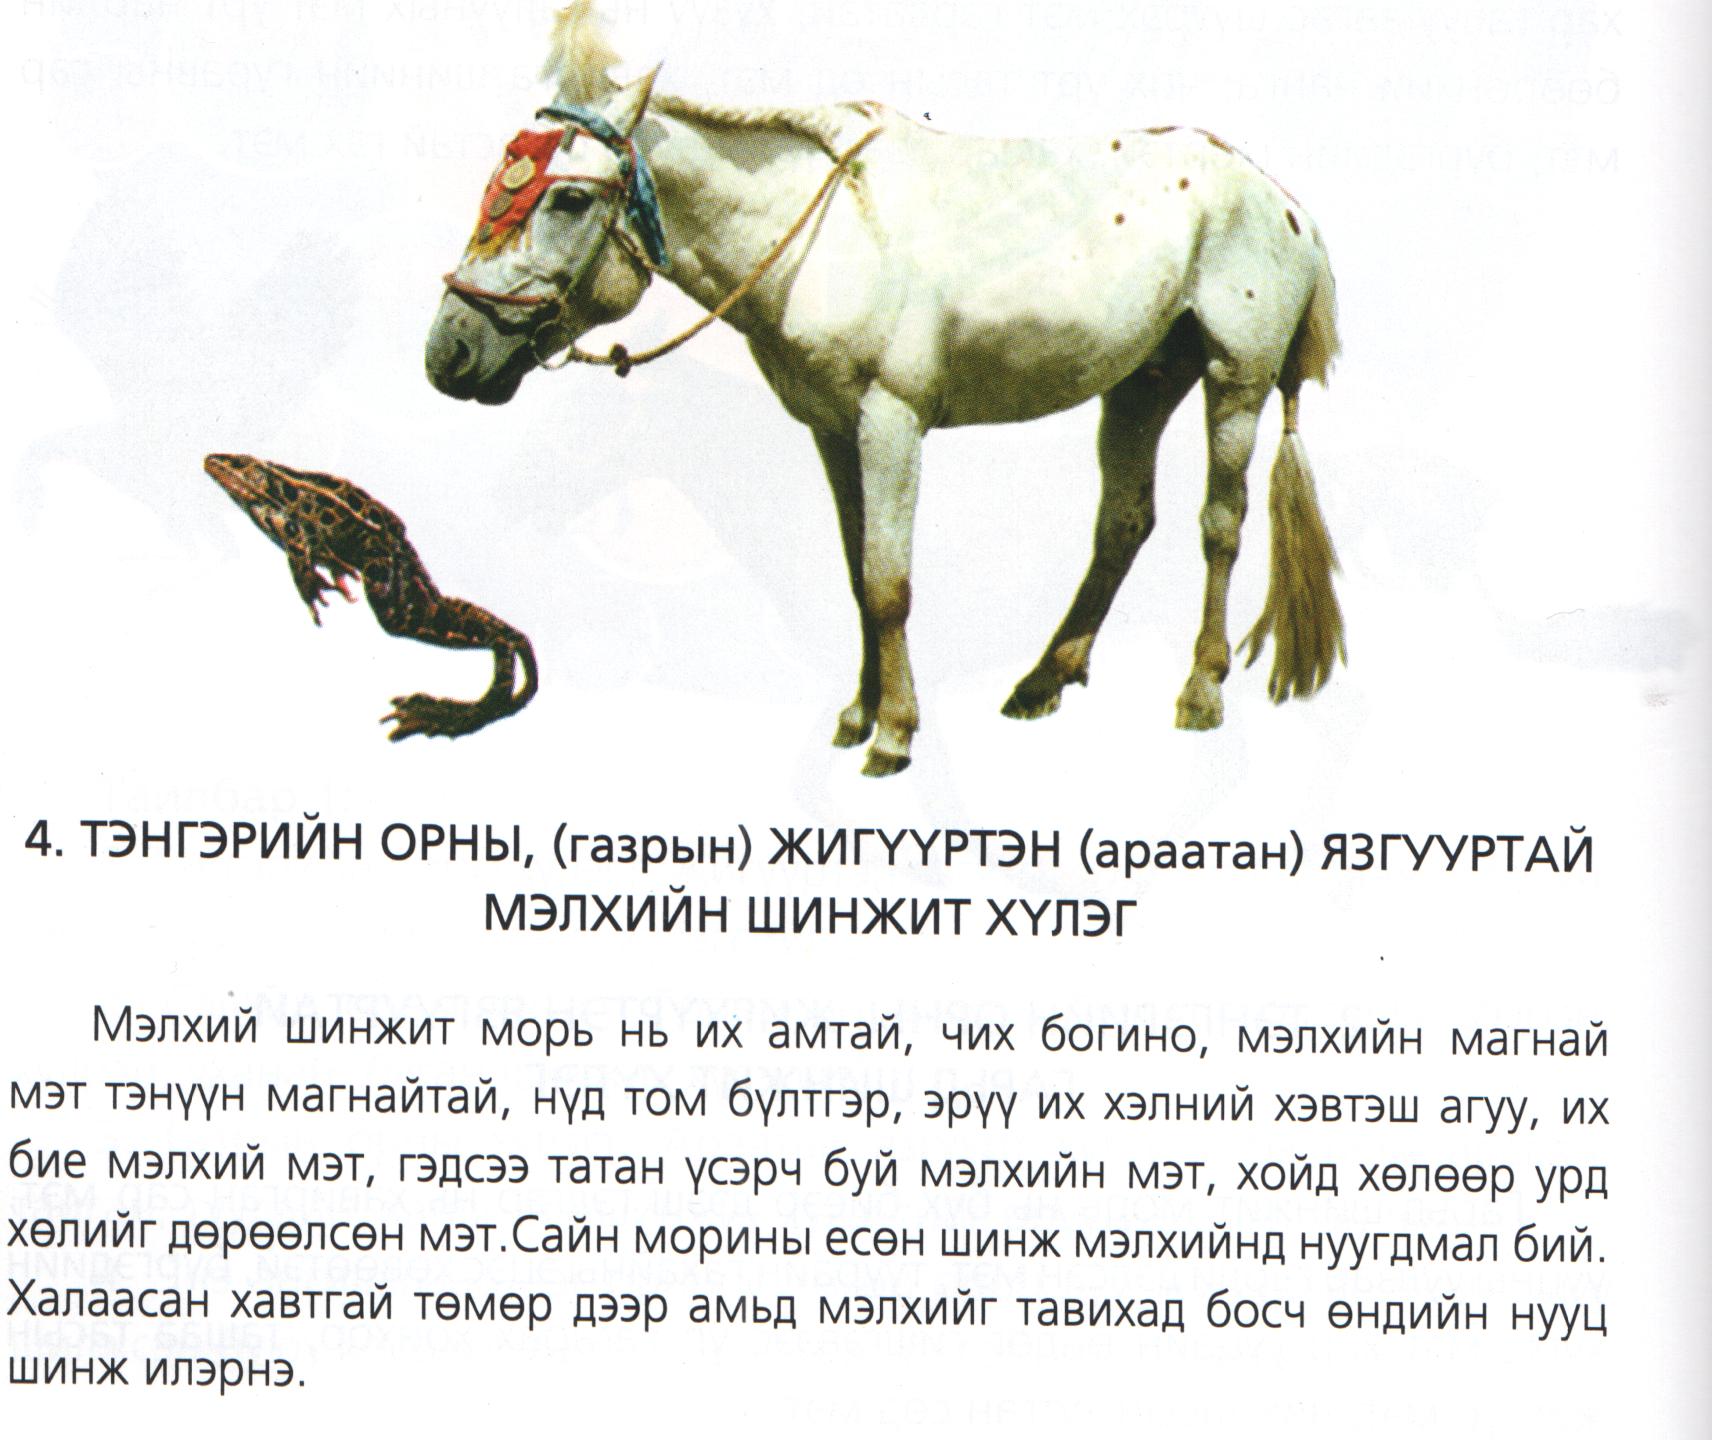 4. ТЭНГЭРИЙН ОРНЫ, (газрын) ЖИГҮҮРТЭН (араатан) ЯЗГУУРТАЙ
МЭЛХИЙН ШИНЖИТ ХҮЛЭГ
Мэлхий шинжит морь нь их амтай, чих богино, мэлхийн магнай
мэт тэнүүн магнайтай, нүд том бүлтгэр, эрүү их хэлний хэвтэш агуу, их
бие мэлхий мэт, гэдсээ татан үсэрч буй мэлхийн мэт, хойд хөлөөр урд
хөлийг дөрөөлсөн мэт.Сайн морины есөн шинж мэлхийнд нуугдмал бий.
Халаасан хавтгай төмөр дээр амьд мэлхийг тавихад босч өндийн нууц
шинж илэрнэ.